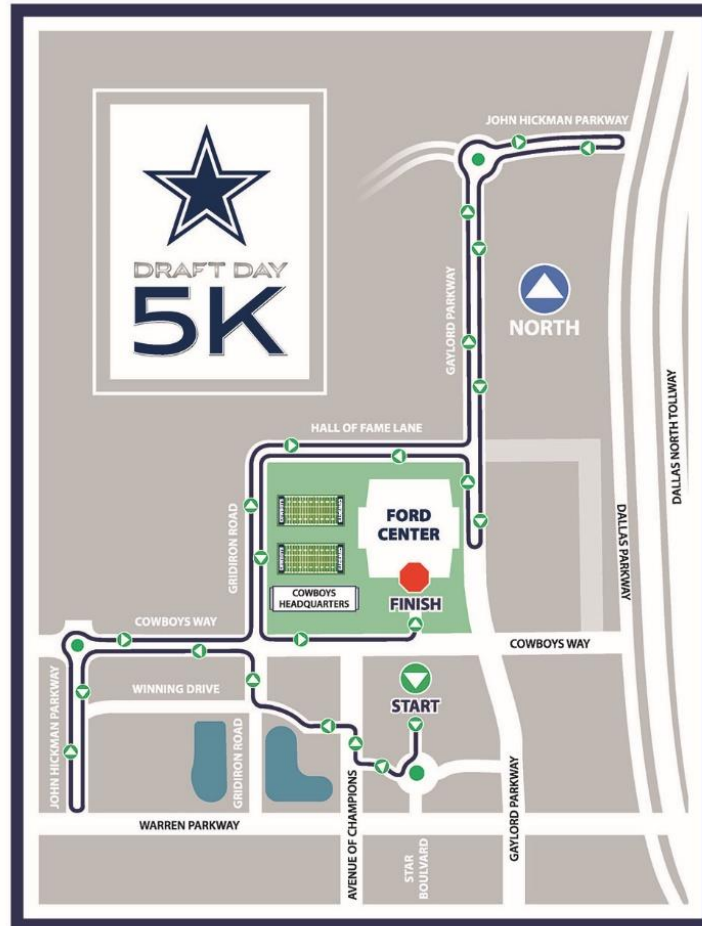 JOHN HICKMAN PARKWAY
DRAFT DAY
5K
GAYLORD PARKWAY
NORTH
DALLAS NORTH TOLLWAY
HALL OF FAME LANE
GRIDIRON ROAD
FORD
CENTER
DALLAS PARKWAY
COWBOYS
HEADQUARTERS
FINISH
COWBOYS WAY
COWBOYS WAY
START
WINNING DRIVE
JOHN HICKMAN PARKWAY
GRIDIRON ROAD
WARREN PARKWAY
AVENUE OF CHAMPIONS
STAR
BOULVARD
GAYLORD PARKWAY